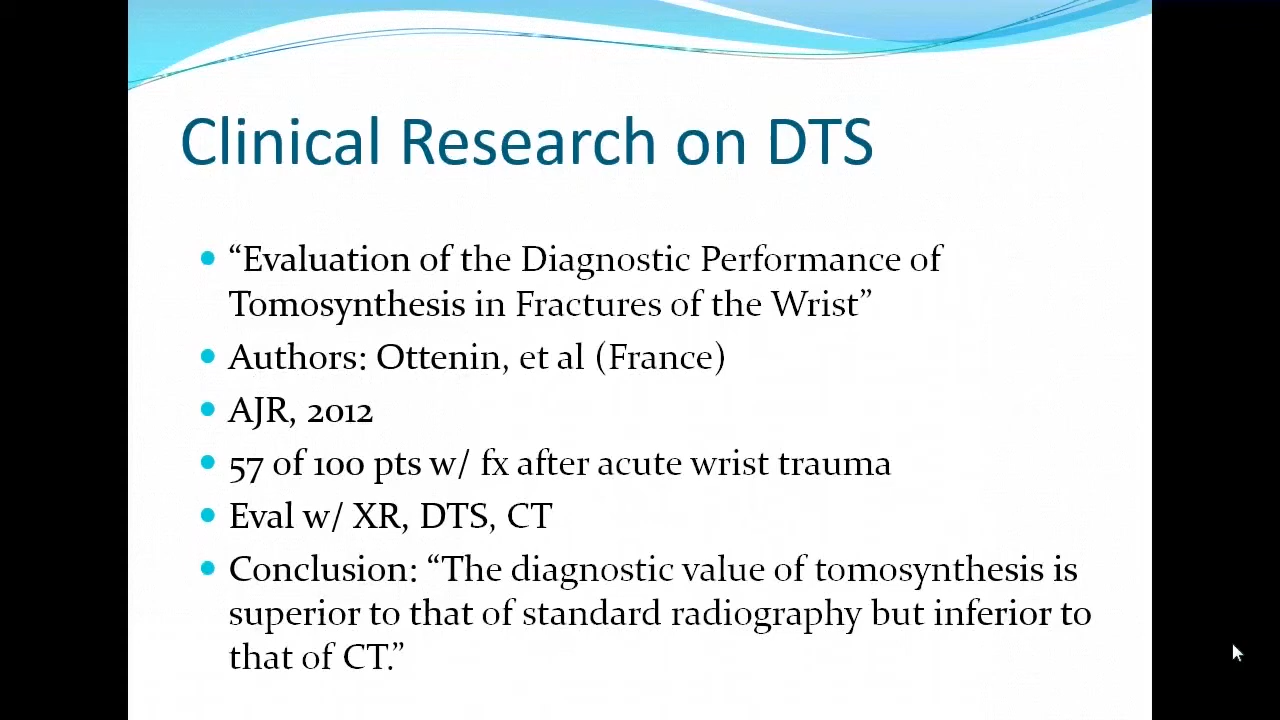 Clinical Research on DTS
• “Evaluation of the Diagnostic Performance of
Tomosynthesis in Fractures of the Wrist”
• Authors: Ottenin, et al (France)
• AJR, 2012
• 57 of 100 pts w/ fx after acute wrist trauma
• Eval w/ XR, DTS, CT
• Conclusion: “The diagnostic value of tomosynthesis is
superior to that of standard radiography but inferior to
that of CT.”